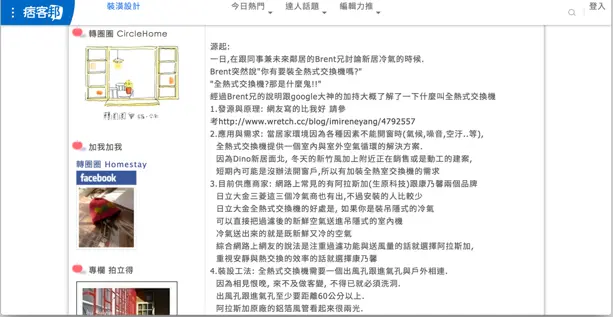 痞客邦
裝潢設計
今日熱門
達人話題
編輯力推
登入
轉圈圈 CircleHome
加我加我
轉圈圈 Homestay
facebook
專欄 拍立得
源起:
一日,在跟同事兼未來鄰居的Brent兄討論新居冷氣的時候.
Brent突然說"你有要裝全熱式交換機嗎?"
"全熱式交換機?那是什麼鬼!!"
經過Brent兄的說明跟google大神的加持大概了解了一下什麼叫全熱式交換機
1.發源與原理: 網友寫的比我好 請參
考http://www.wretch.cc/blog/imireneyang/4792557
2.應用與需求: 當居家環境因為各種因素不能開窗時(氣候,噪音,空汙..等),
全熱式交換機提供一個室內與室外空氣循環的解決方案.
因為Dino新居面北, 冬天的新竹風加上附近正在銷售或是動工的建案,
短期內可能是沒辦法開窗戶,所以有加裝全熱室交換機的需求
3.目前供應商家: 網路上常見的有阿拉斯加(生原科技)跟康乃馨兩個品牌
日立大金三菱這三個冷氣商也有出,不過安裝的人比較少
日立大金全熱式交換器的好處是, 如果你是裝吊隱式的冷氣
可以直接把過濾後的新鮮空氣送進吊隱式的室內機
冷氣送出來的就是既新鮮又冷的空氣
綜合網路上網友的說法是注重過濾功能與送風量的話就選擇阿拉斯加,
重視安靜與熱交換的效率的話就選擇康乃馨
4.裝設工法: 全熱式交換機需要一個出風孔跟進氣孔與戶外相連.
因為相見恨晚, 來不及做客變, 不得已就必須洗洞.
出風孔跟進氣孔至少要距離60公分以上.
阿拉斯加原廠的鋁箔風管看起來很兩光.